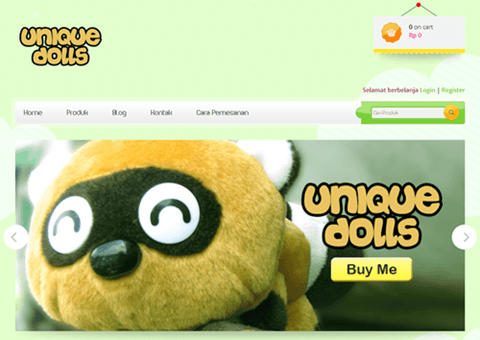 unique
dolls
0 on cart
Rp 0
Selamat berbelanja Login | Register
Home Produk Blog Kontak Cara Pemesanan
Cari Produk
unique
dolls
Buy Me